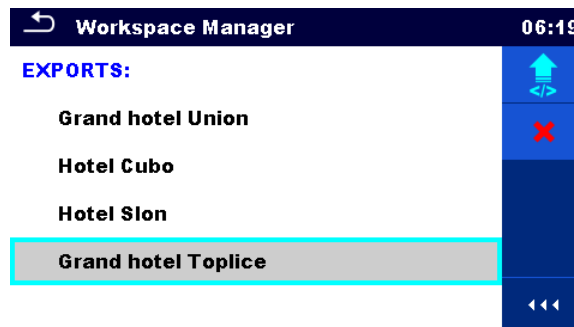 Workspace Manager 06:19
EXPORTS:
</>
Grand hotel Union
Hotel Cubo
Hotel Slon
Grand hotel Toplice